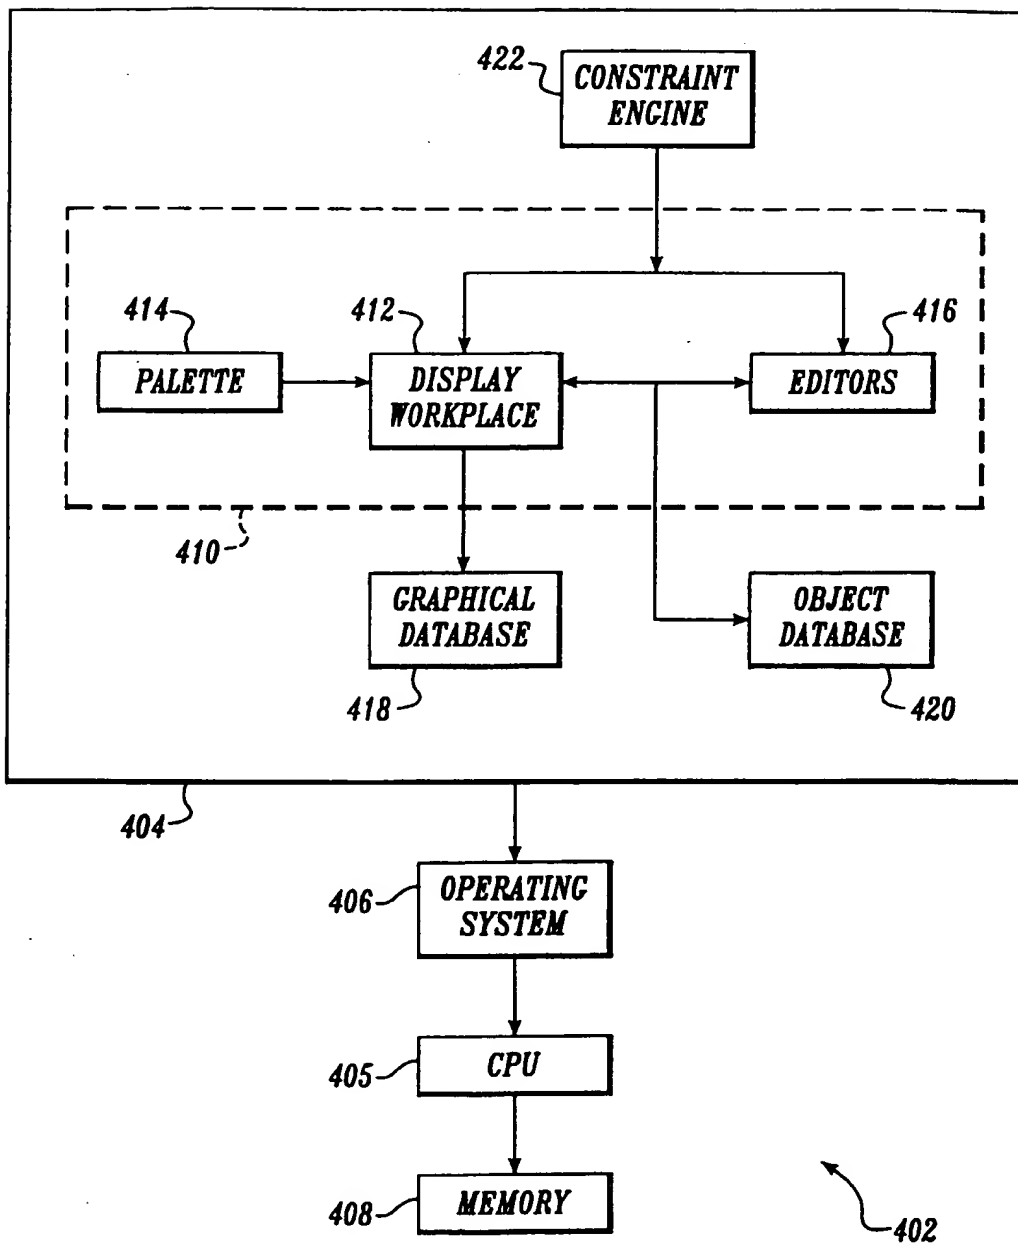 422
CONSTRAINT
ENGINE
414
412
416
PALETTE
DISPLAY
WORKPLACE
EDITORS
410
GRAPHICAL
DATABASE
OBJECT
DATABASE
418
420
404
406
OPERATING
SYSTEM
405
CPU
408
MEMORY
402